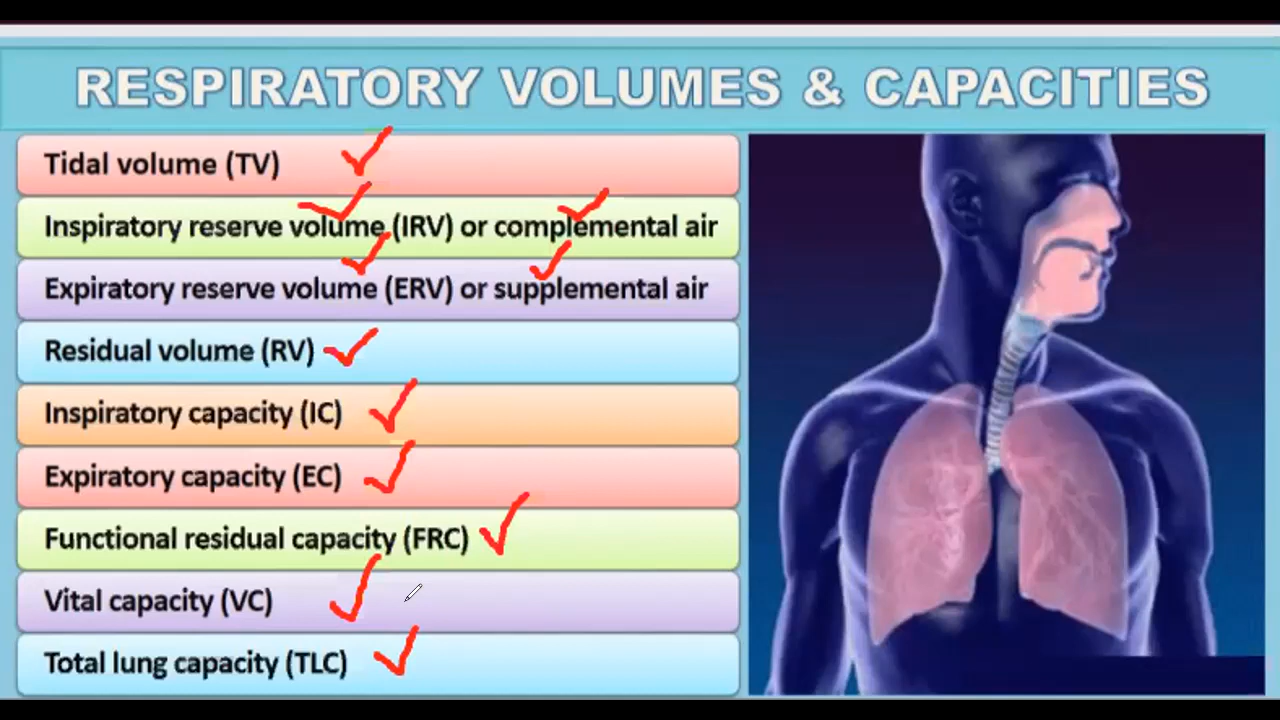 RESPIRATORY VOLUMES & CAPACITIES
Tidal volume (TV)
Inspiratory reserve volume (IRV) or complemental air
Expiratory reserve volume (ERV) or supplemental air
Residual volume (RV)
Inspiratory capacity (IC)
Expiratory capacity (EC)
Functional residual capacity (FRC)
Vital capacity (VC)
Total lung capacity (TLC)